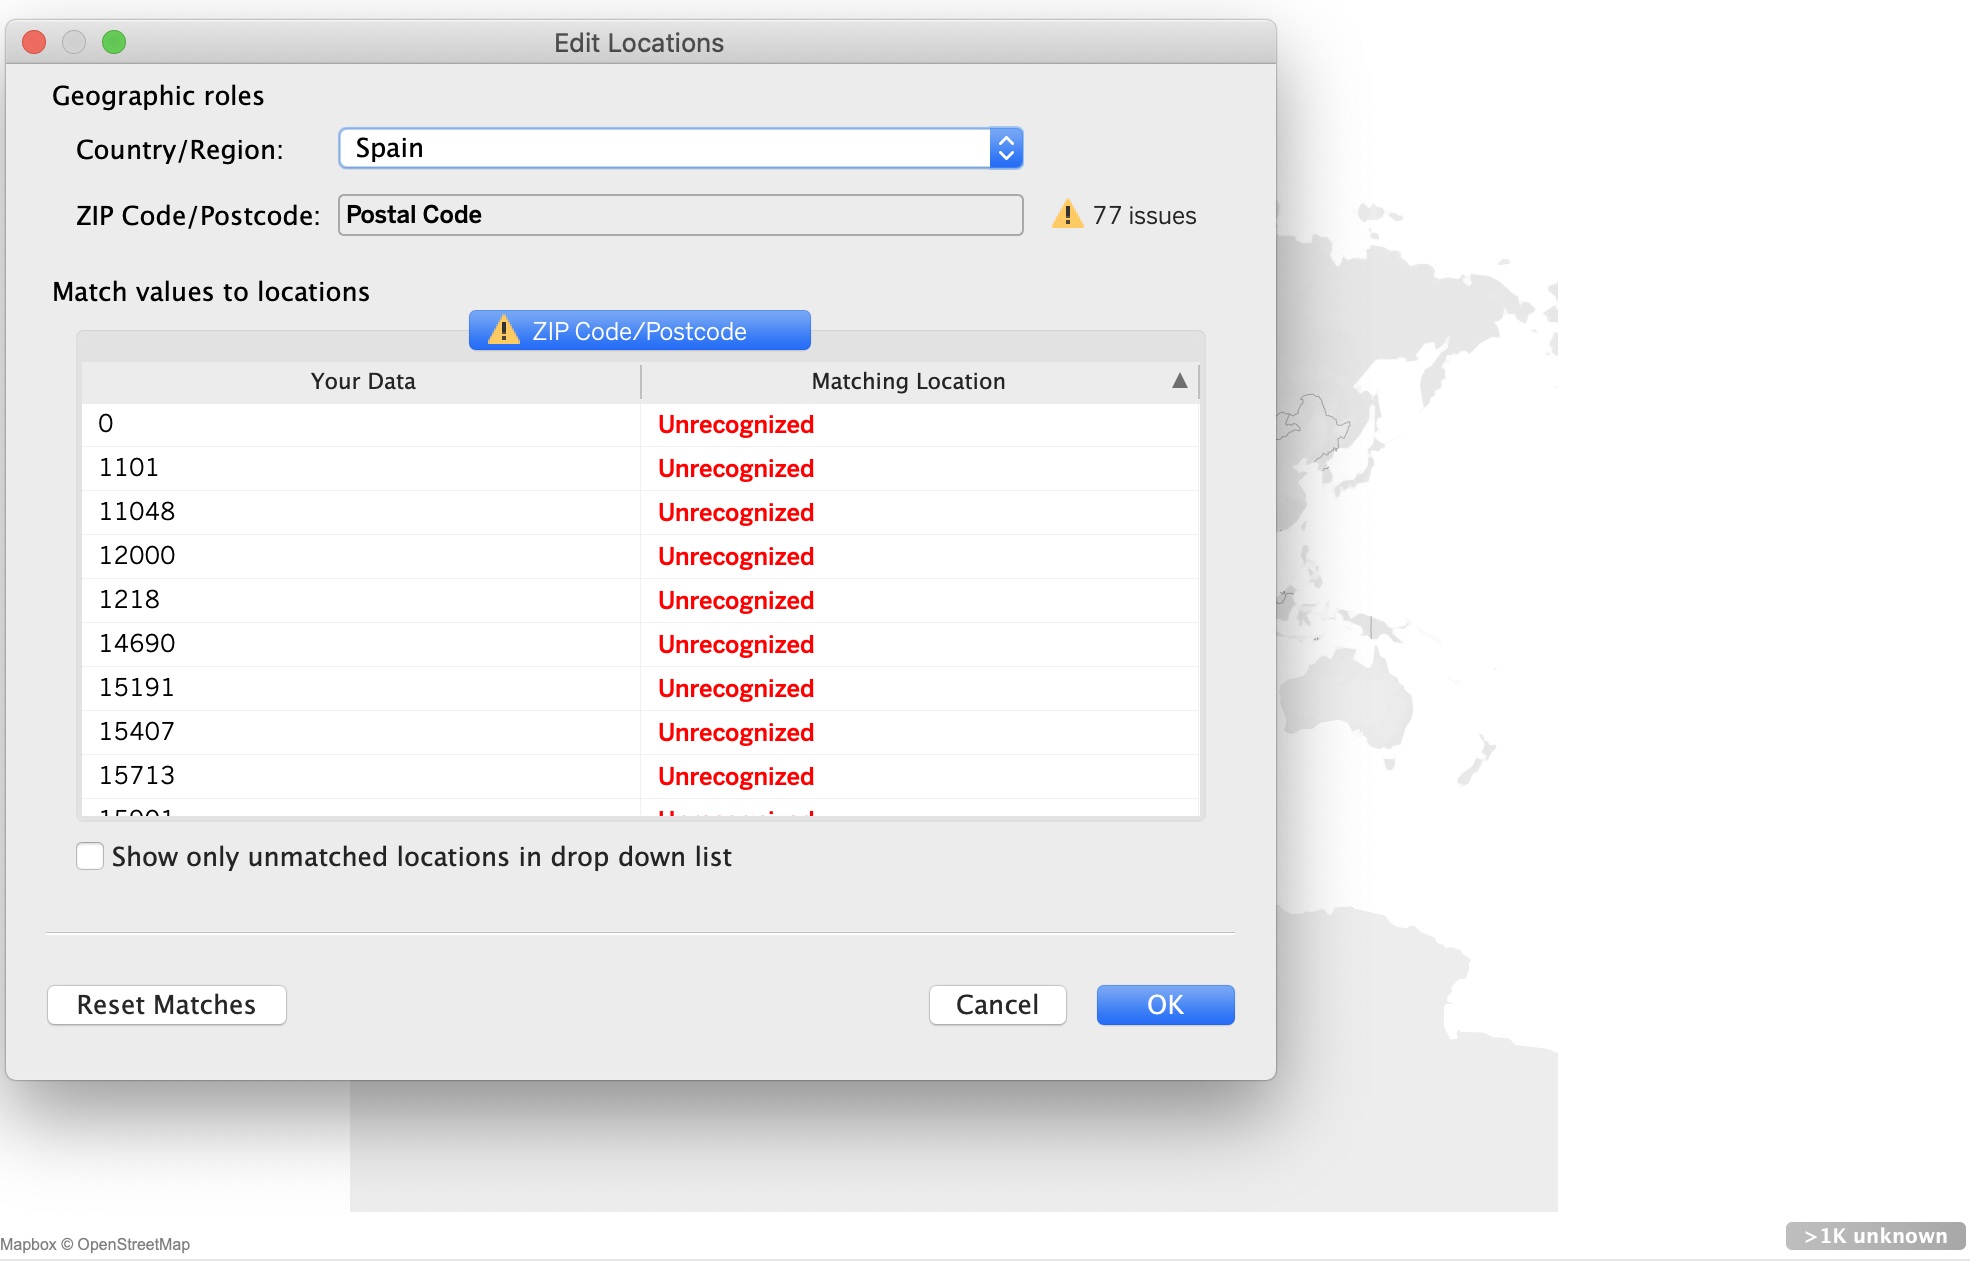 Edit Locations
Geographic roles
Country/Region: Spain
ZIP Code/Postcode: Postal Code 77 issues
Match values to locations
ZIP Code/Postcode
Your Data Matching Location
0 Unrecognized
1101 Unrecognized
11048 Unrecognized
12000 Unrecognized
1218 Unrecognized
14690 Unrecognized
15191 Unrecognized
15407 Unrecognized
15713 Unrecognized
Show only unmatched locations in drop down list
Reset Matches Cancel OK
Mapbox © OpenStreetMap
>1K unknown